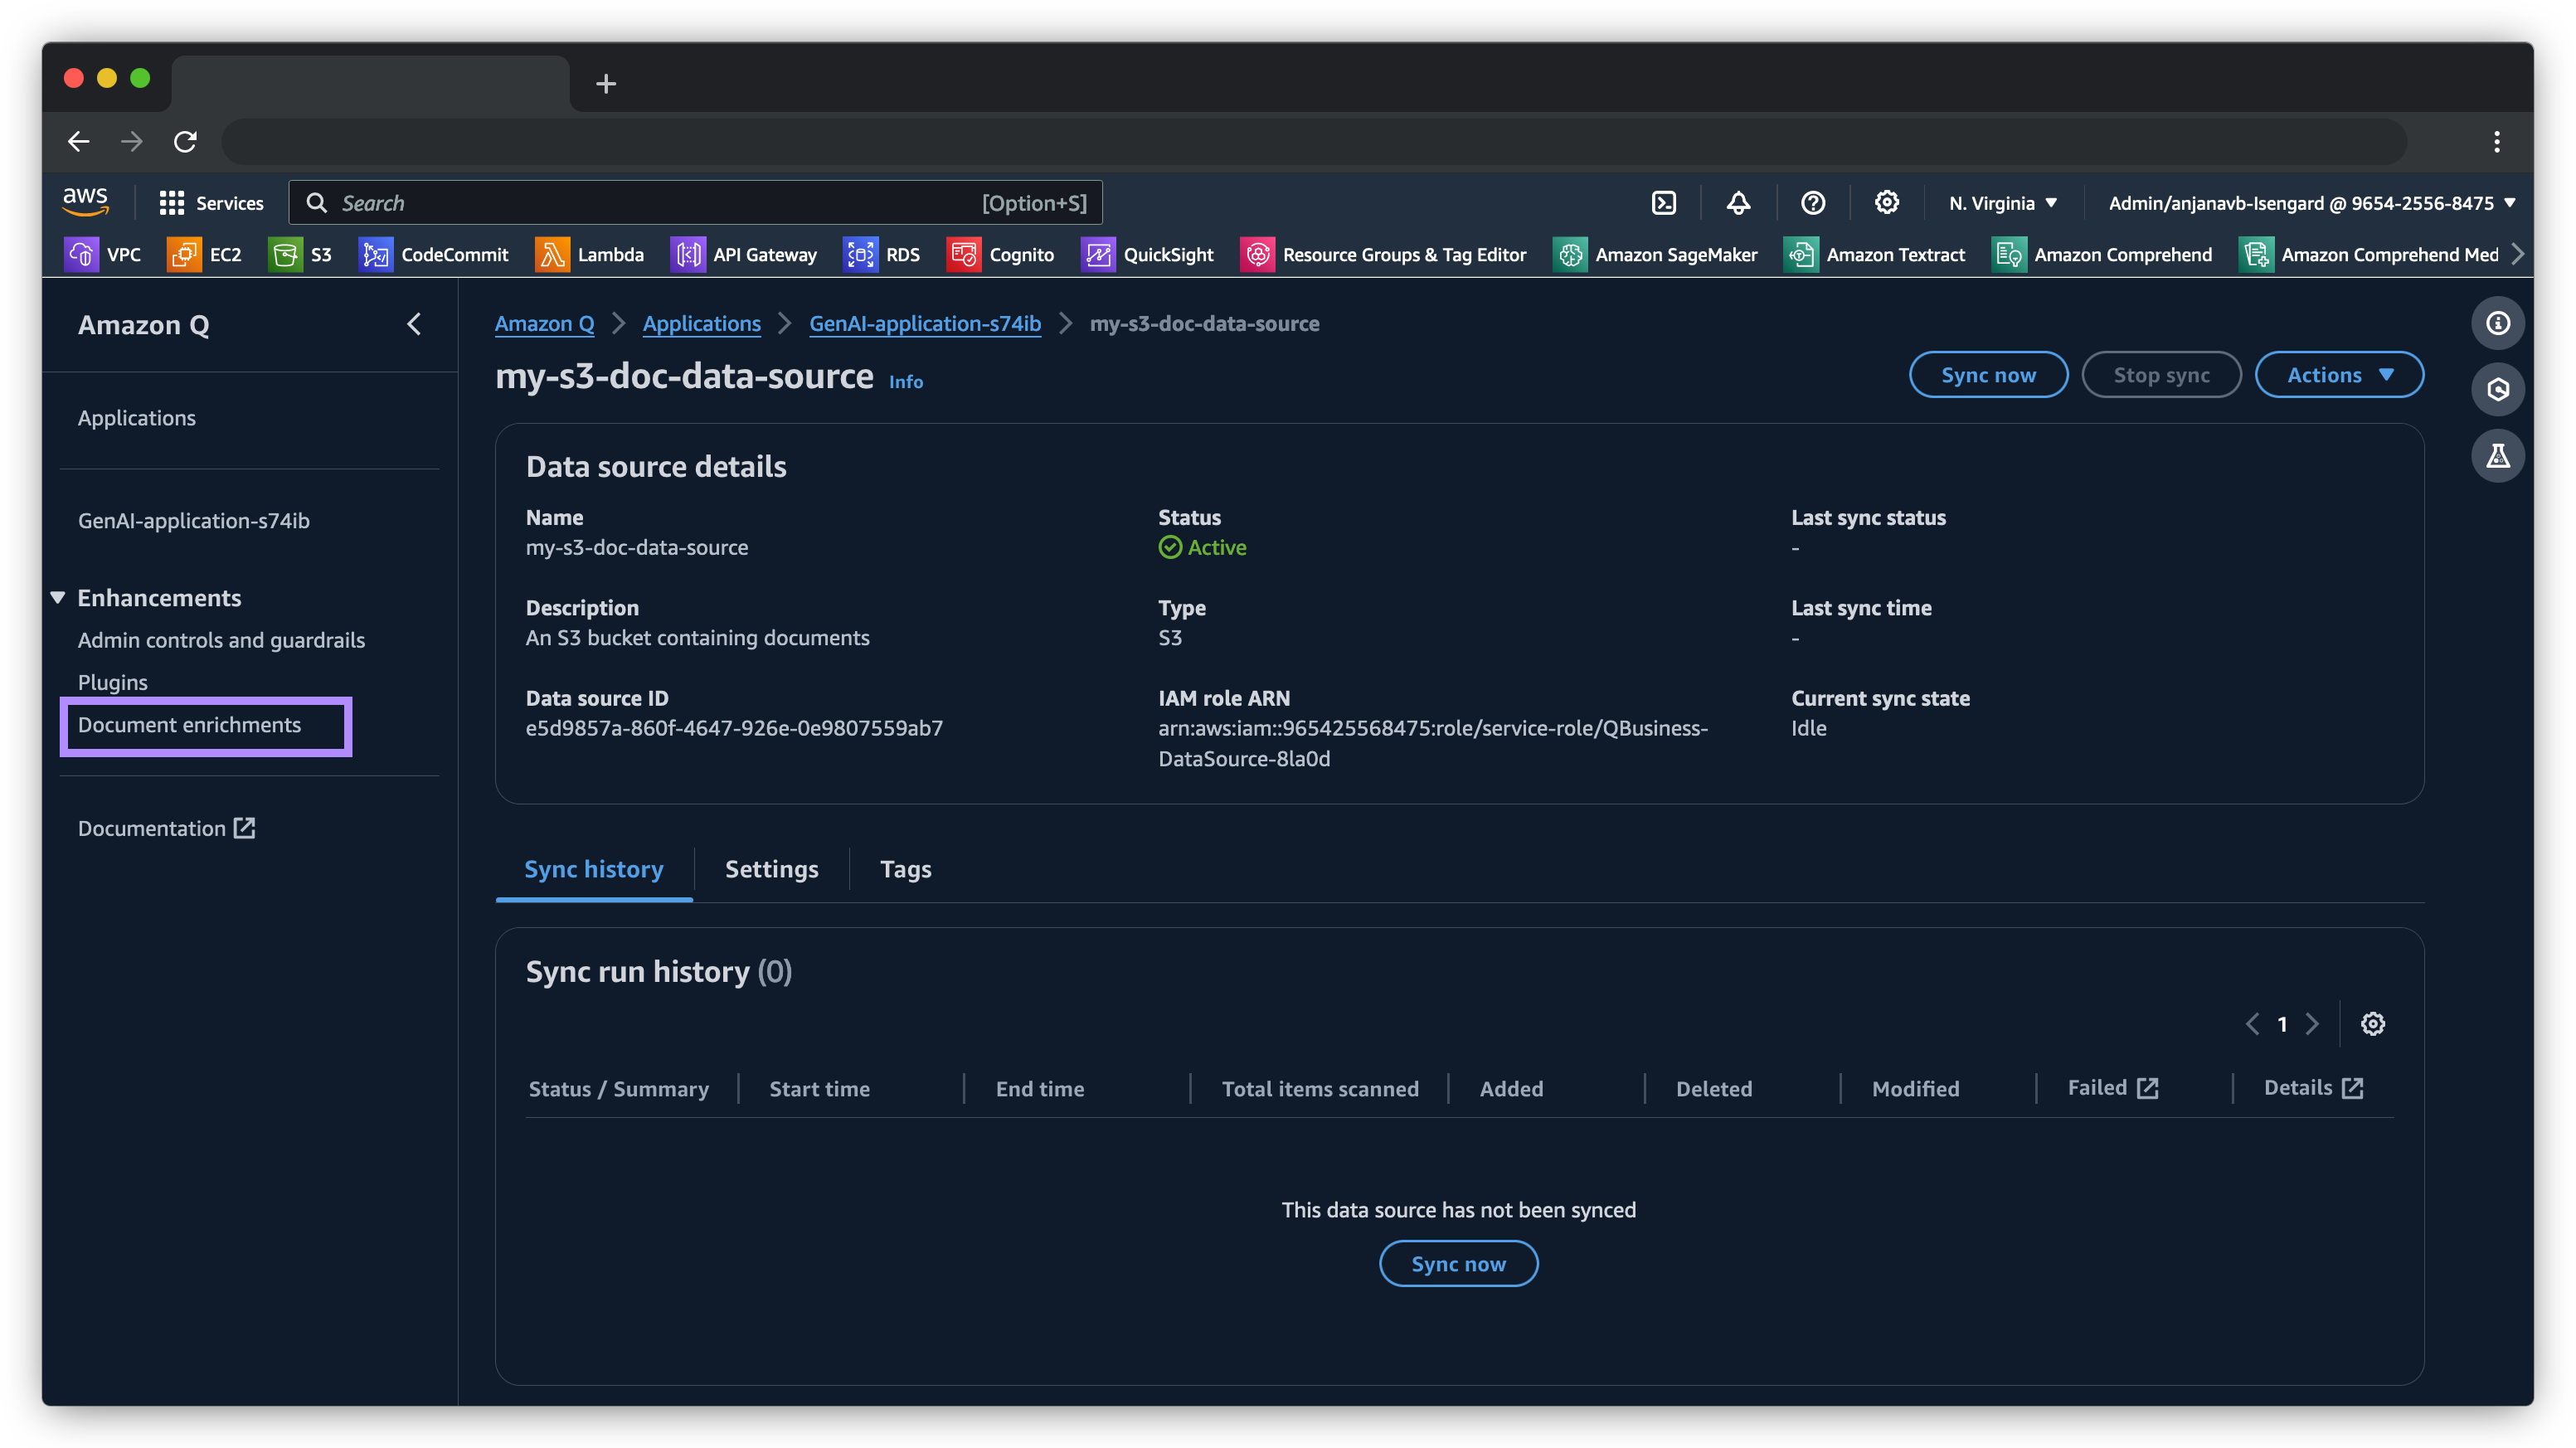 aws
Services
Search
[Option+S]
N. Virginia
Admin/anjanavb-Isengard @ 9654-2556-8475
VPC
EC2
S3
CodeCommit
Lambda
API Gateway
RDS
Cognito
QuickSight
Resource Groups & Tag Editor
Amazon SageMaker
Amazon Textract
Amazon Comprehend
Amazon Comprehend Med
Amazon Q
Applications
GenAI-application-s74ib
Enhancements
Admin controls and guardrails
Plugins
Document enrichments
Documentation
Amazon Q
Applications
GenAI-application-s74ib
my-s3-doc-data-source
my-s3-doc-data-source Info
Sync now
Stop sync
Actions
Data source details
Name
my-s3-doc-data-source
Status
Active
Last sync status
-
Description
An S3 bucket containing documents
Type
S3
Last sync time
-
Data source ID
e5d9857a-860f-4647-926e-0e9807559ab7
IAM role ARN
arn:aws:iam::965425568475:role/service-role/QBusiness-
DataSource-8la0d
Current sync state
Idle
Sync history
Settings
Tags
Sync run history (0)
1
Status / Summary
Start time
End time
Total items scanned
Added
Deleted
Modified
Failed
Details
This data source has not been synced
Sync now